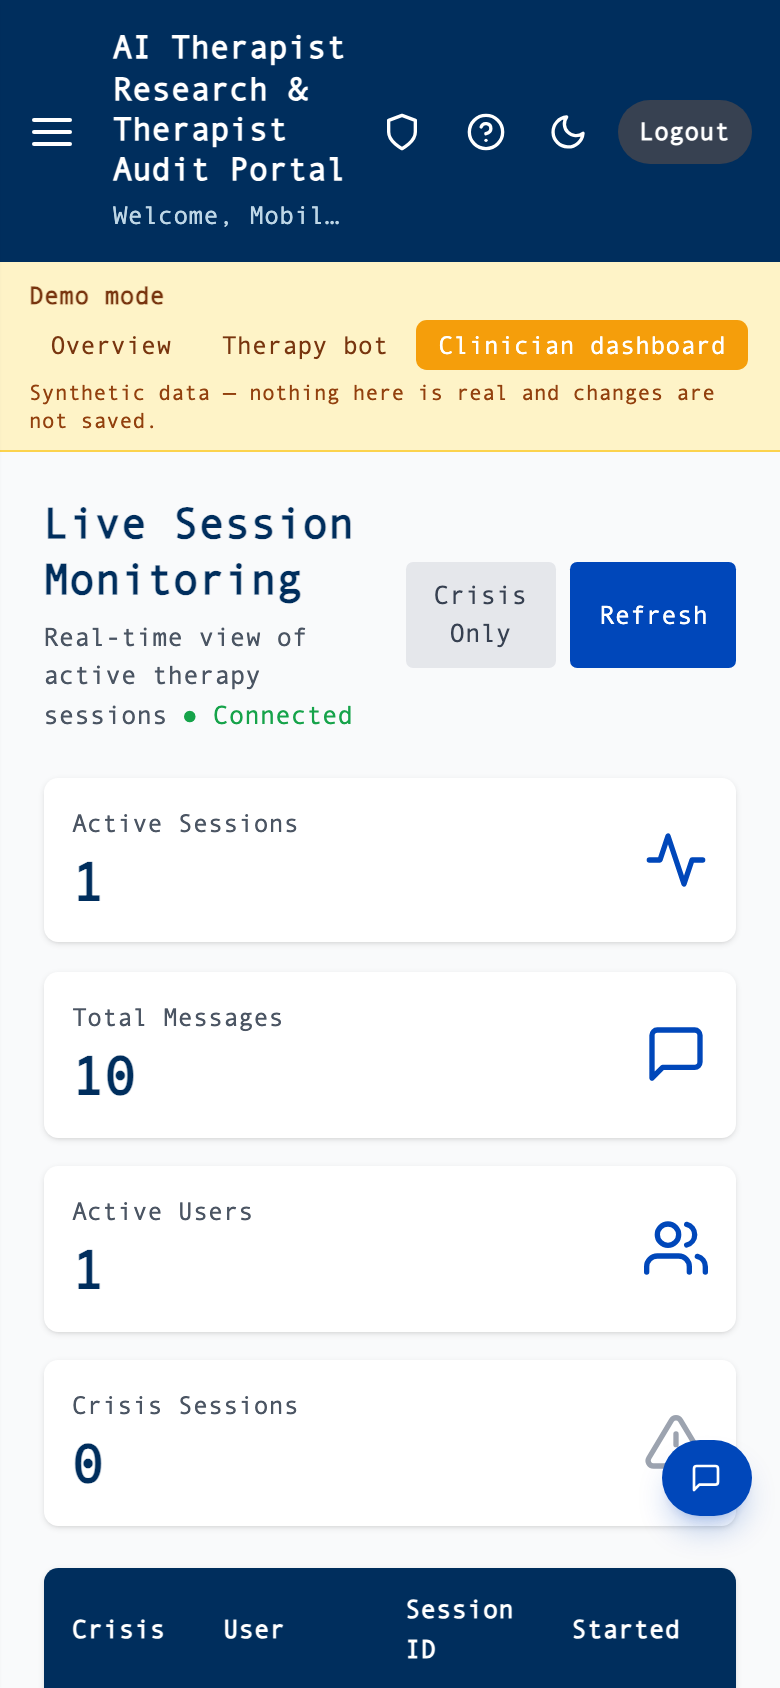 AI Therapist
Research &
Therapist
Audit Portal
Welcome, Mobil…
Logout
Demo mode
Overview
Therapy bot
Clinician dashboard
Synthetic data — nothing here is real and changes are
not saved.
Live Session
Monitoring
Real-time view of
active therapy
sessions ● Connected
Crisis
Only
Refresh
Active Sessions
1
Total Messages
10
Active Users
1
Crisis Sessions
0
Crisis
User
Session
ID
Started